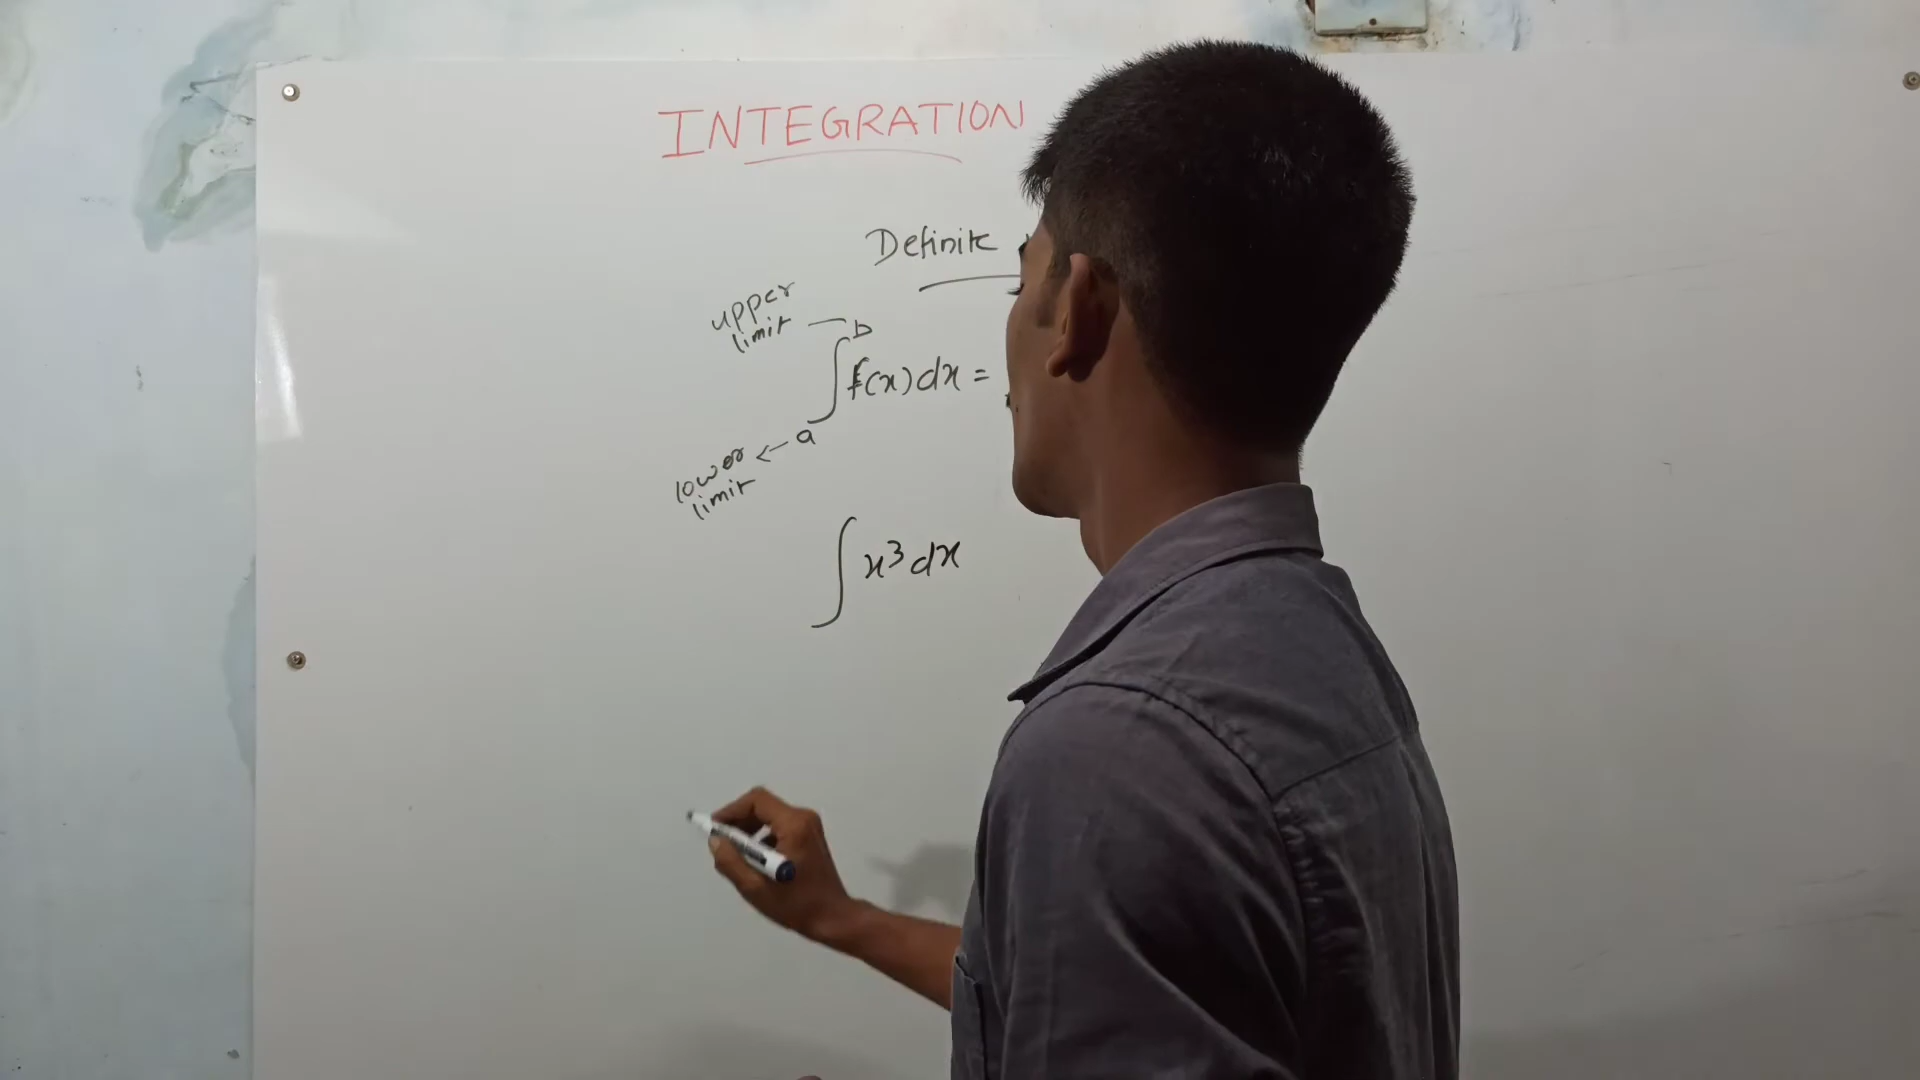 INTEGRATION
Definite
upper
limit
b
∫f(x)dx =
a
lower
limit
∫x³dx